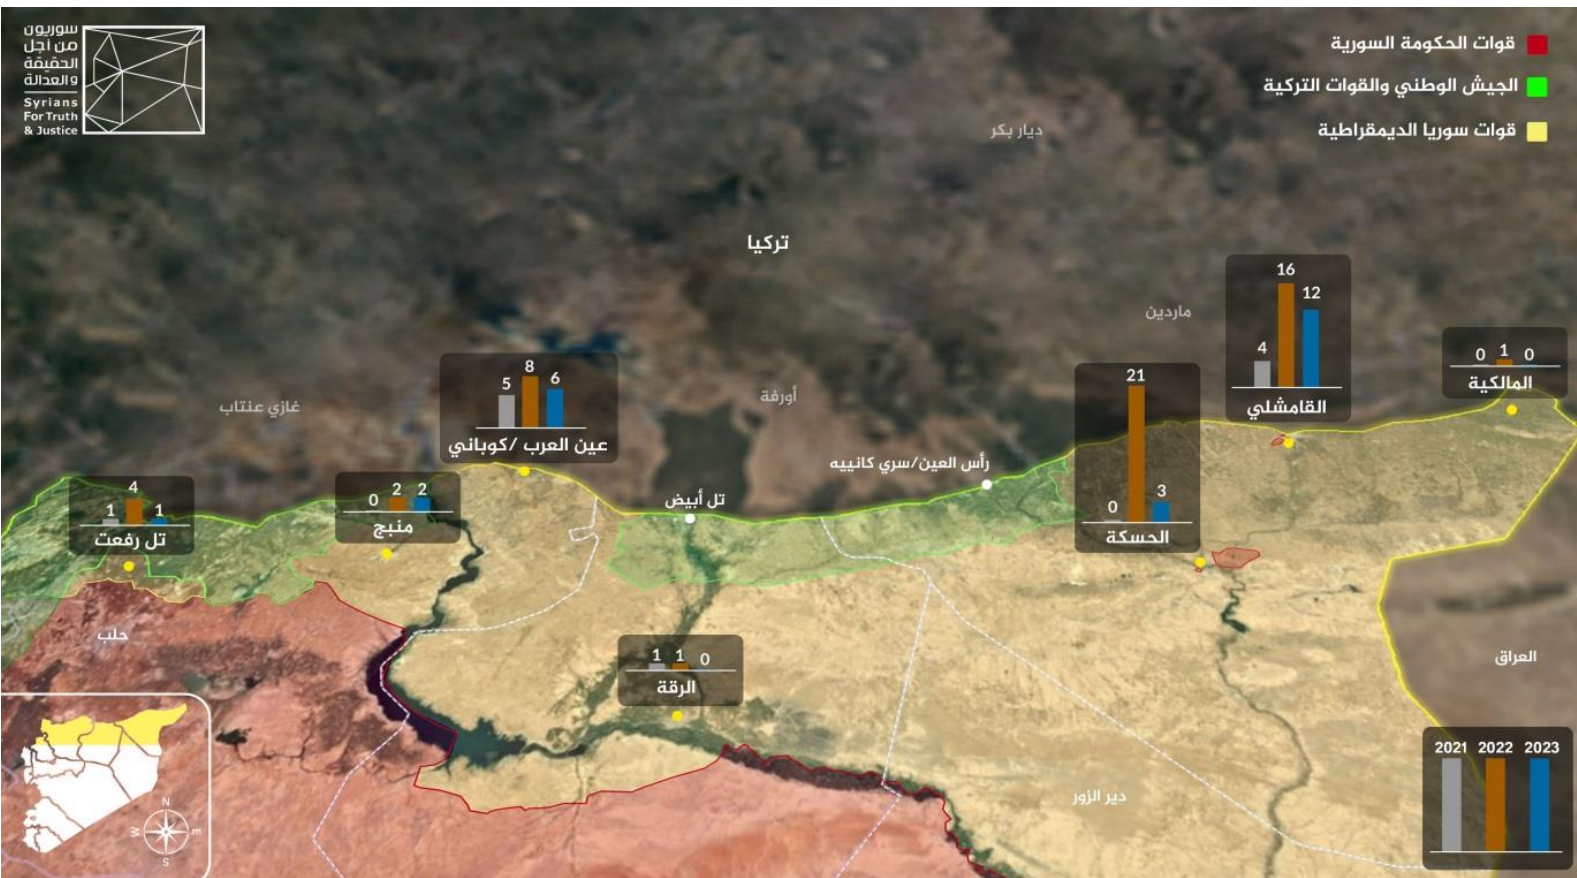 سوريون
من أجل
الحقيقة
والعدالة
Syrians
For Truth
& Justice
قوات الحكومة السورية
الجيش الوطني والقوات التركية
قوات سوريا الديمقراطية
ديار بكر
تركيا
ماردين
أورفة
غازي عنتاب
16
12
4
القامشلي
0 1 0
المالكية
21
0
3
الحسكة
8
5
6
عين العرب /كوباني
رأس العين/سري كانييه
تل أبيض
0 2 2
منبج
4
1
1
تل رفعت
حلب
1 1 0
الرقة
العراق
دير الزور
2021 2022 2023
N
W
E
S